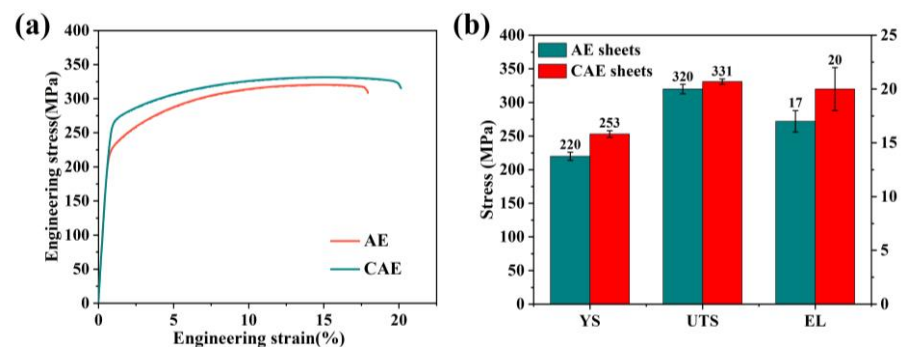 (a)
400
350
300
250
200
150
100
50
0
Engineering stress(MPa)
0 5 10 15 20
Engineering strain(%)
AE
CAE
(b)
400
350
300
250
200
150
100
50
0
Stress (MPa)
AE sheets
CAE sheets
220 253
320 331
17 20
YS UTS EL
25
20
15
10
5
0